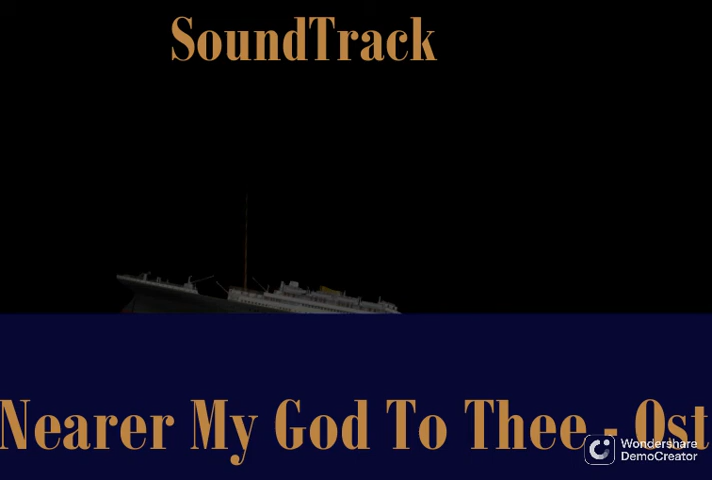 SoundTrack
Nearer My God To Thee - Ost
Wondershare
DemoCreator